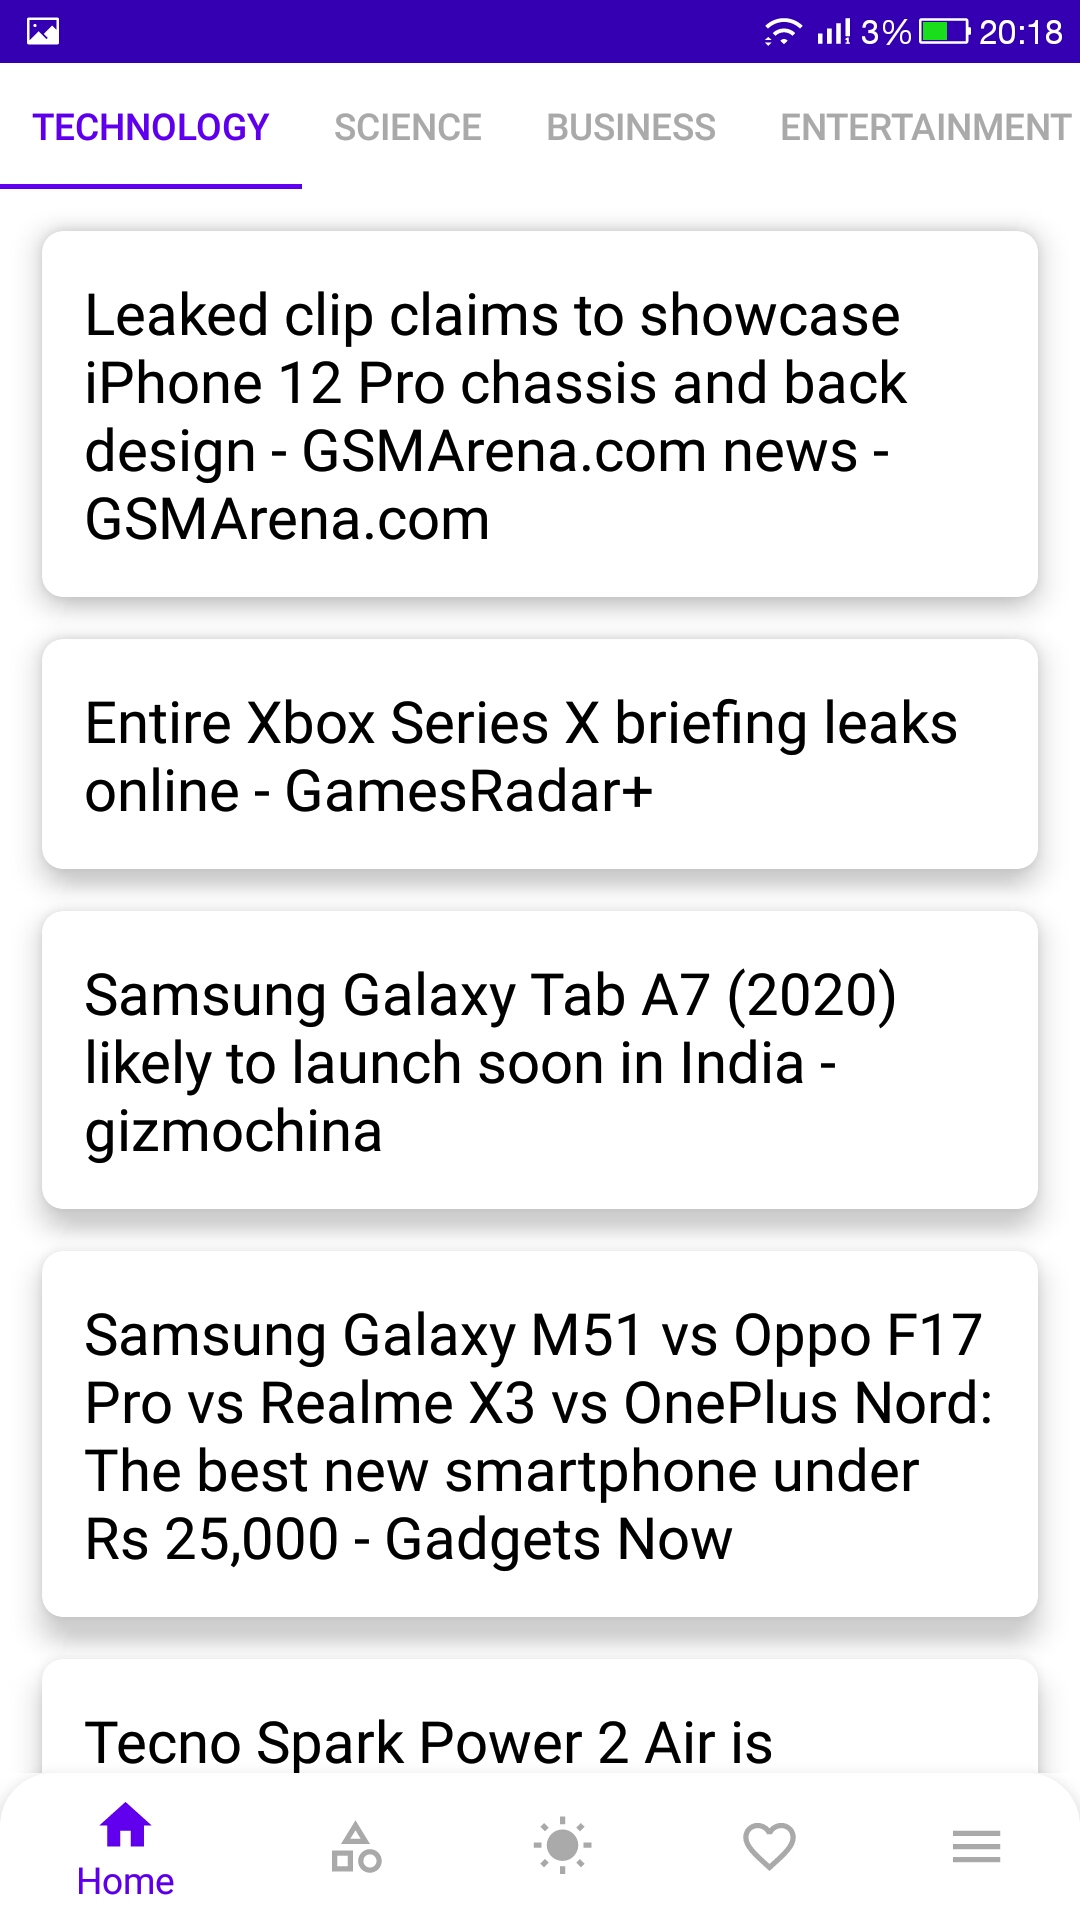 3% 20:18
TECHNOLOGY SCIENCE BUSINESS ENTERTAINMENT
Leaked clip claims to showcase
iPhone 12 Pro chassis and back
design - GSMArena.com news -
GSMArena.com
Entire Xbox Series X briefing leaks
online - GamesRadar+
Samsung Galaxy Tab A7 (2020)
likely to launch soon in India -
gizmochina
Samsung Galaxy M51 vs Oppo F17
Pro vs Realme X3 vs OnePlus Nord:
The best new smartphone under
Rs 25,000 - Gadgets Now
Tecno Spark Power 2 Air is
Home